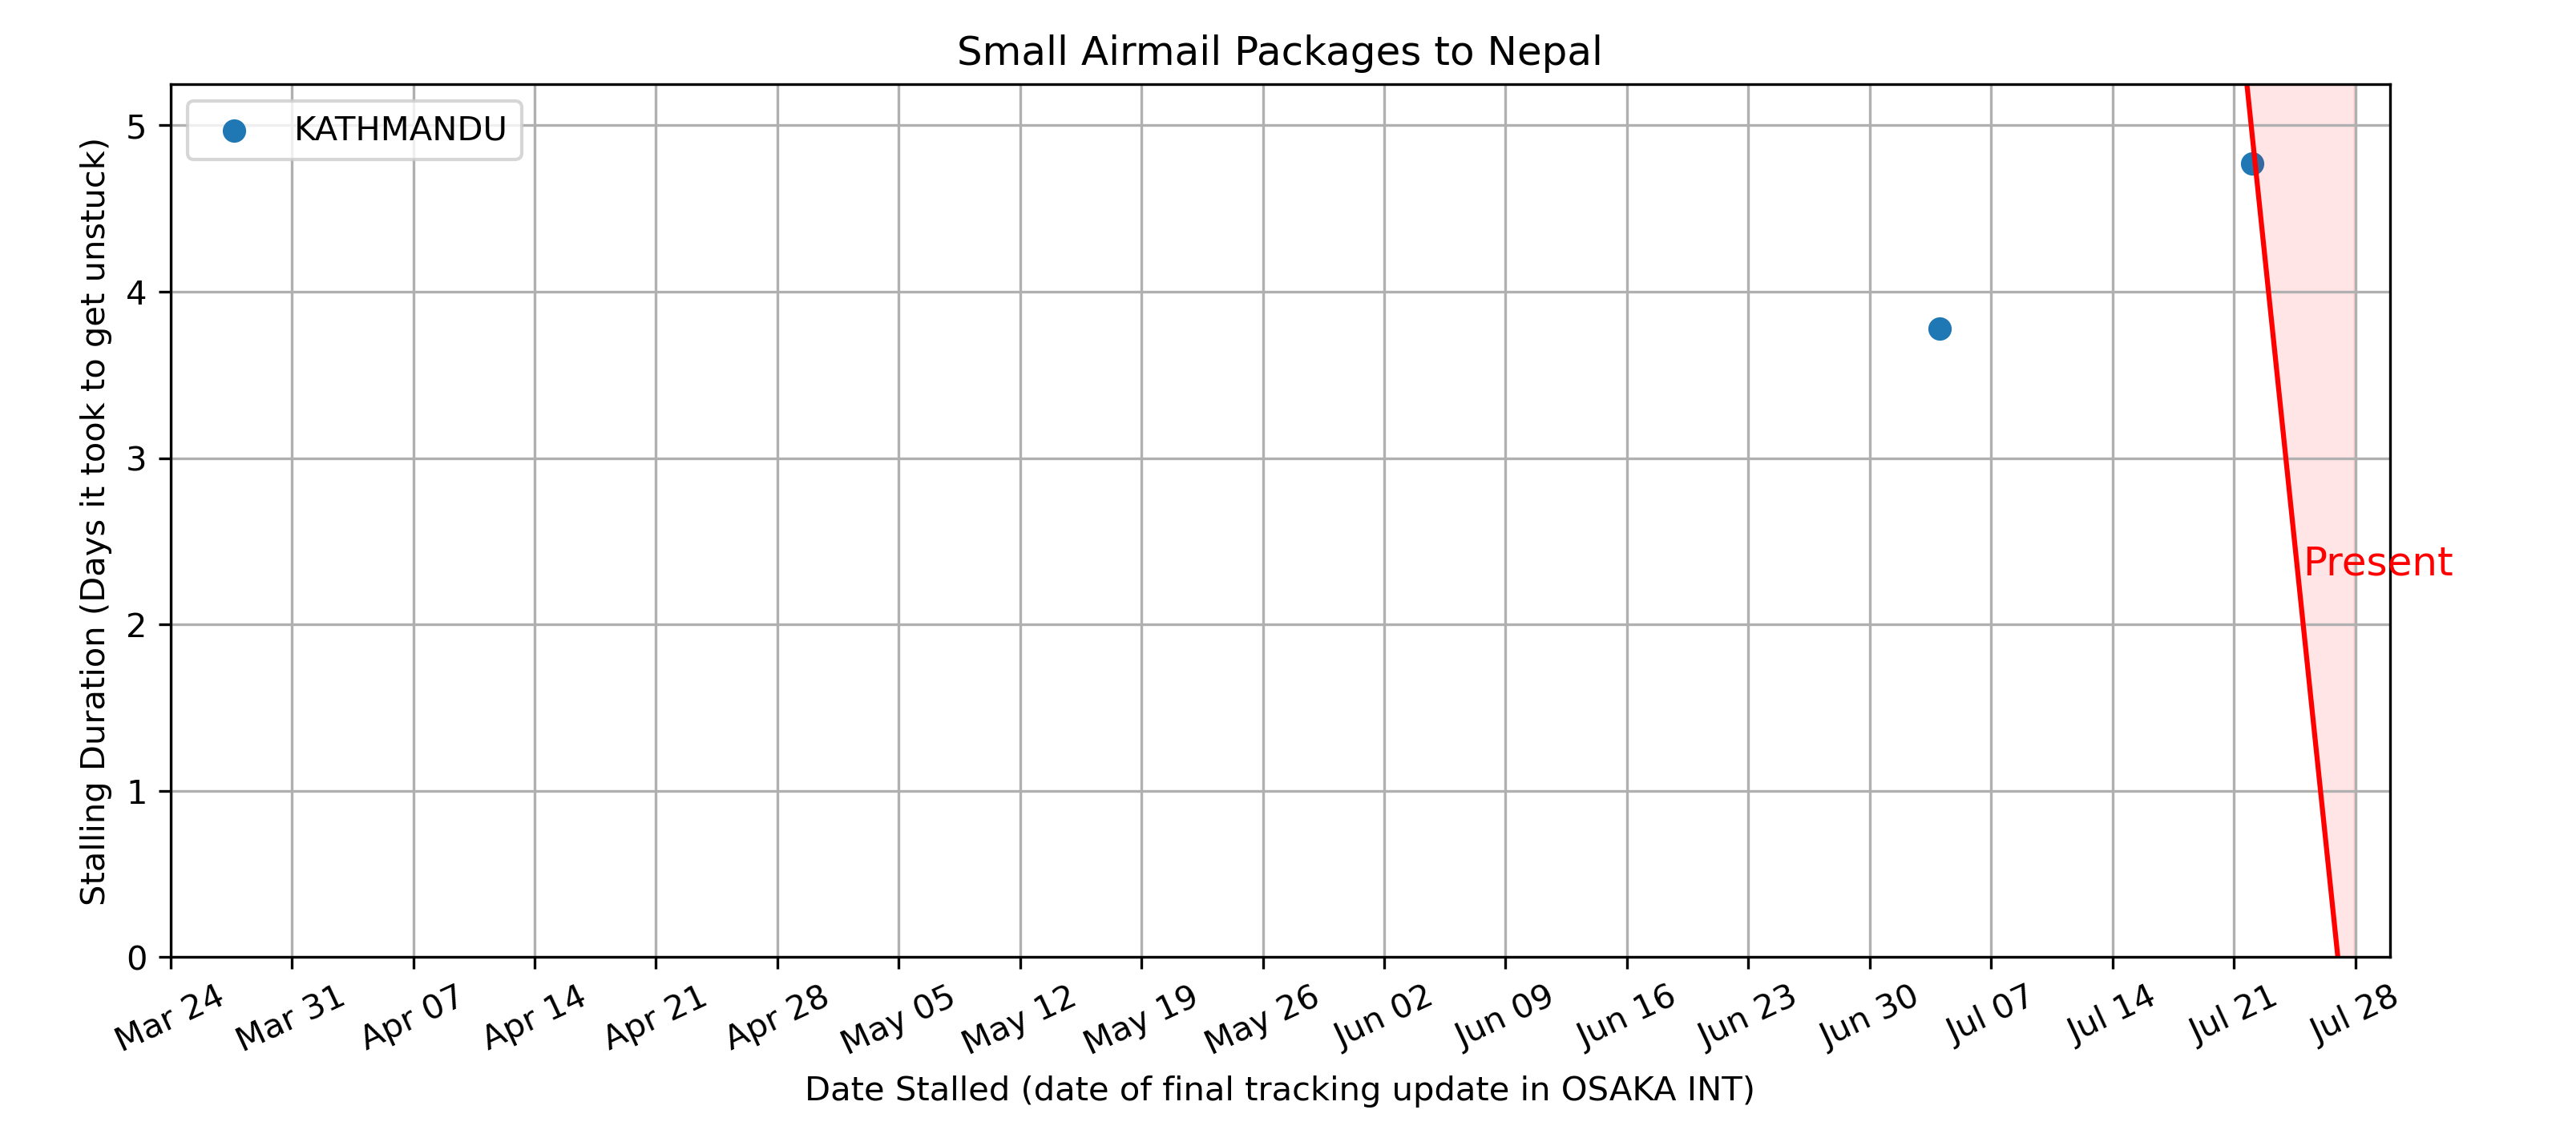 Small Airmail Packages to Nepal
KATHMANDU
Stalling Duration (Days it took to get unstuck)
5
4
3
2
1
0
Present
Mar 24
Mar 31
Apr 07
Apr 14
Apr 21
Apr 28
May 05
May 12
May 19
May 26
Jun 02
Jun 09
Jun 16
Jun 23
Jun 30
Jul 07
Jul 14
Jul 21
Jul 28
Date Stalled (date of final tracking update in OSAKA INT)